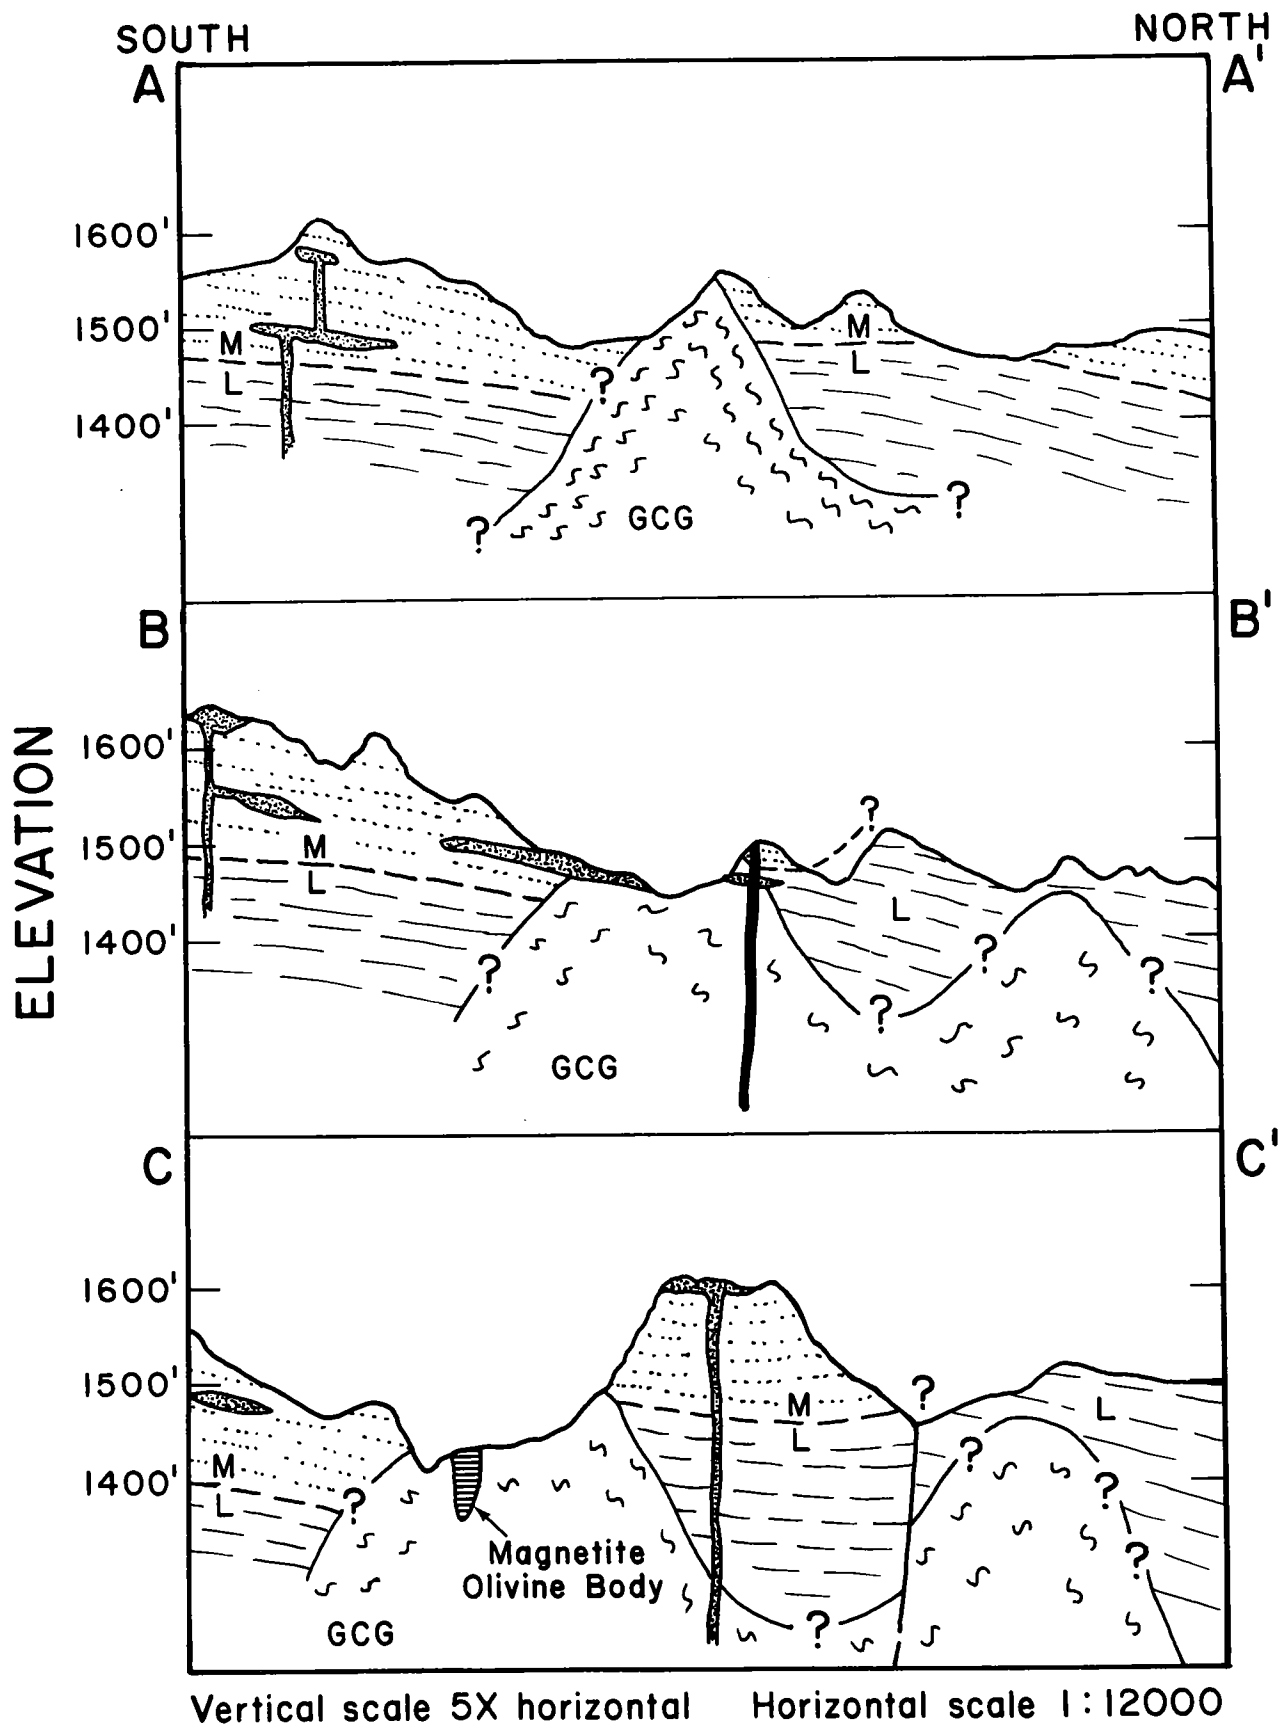 SOUTH
NORTH
A
A'
1600'
1500'
1400'
M
L
M
L
?
?
?
GCG
B
B'
ELEVATION
1600'
1500'
1400'
M
L
?
L
?
?
?
?
GCG
C
C'
1600'
1500'
1400'
M
L
M
L
?
L
?
?
?
?
?
Magnetite
Olivine Body
GCG
Vertical scale 5X horizontal
Horizontal scale 1:12000